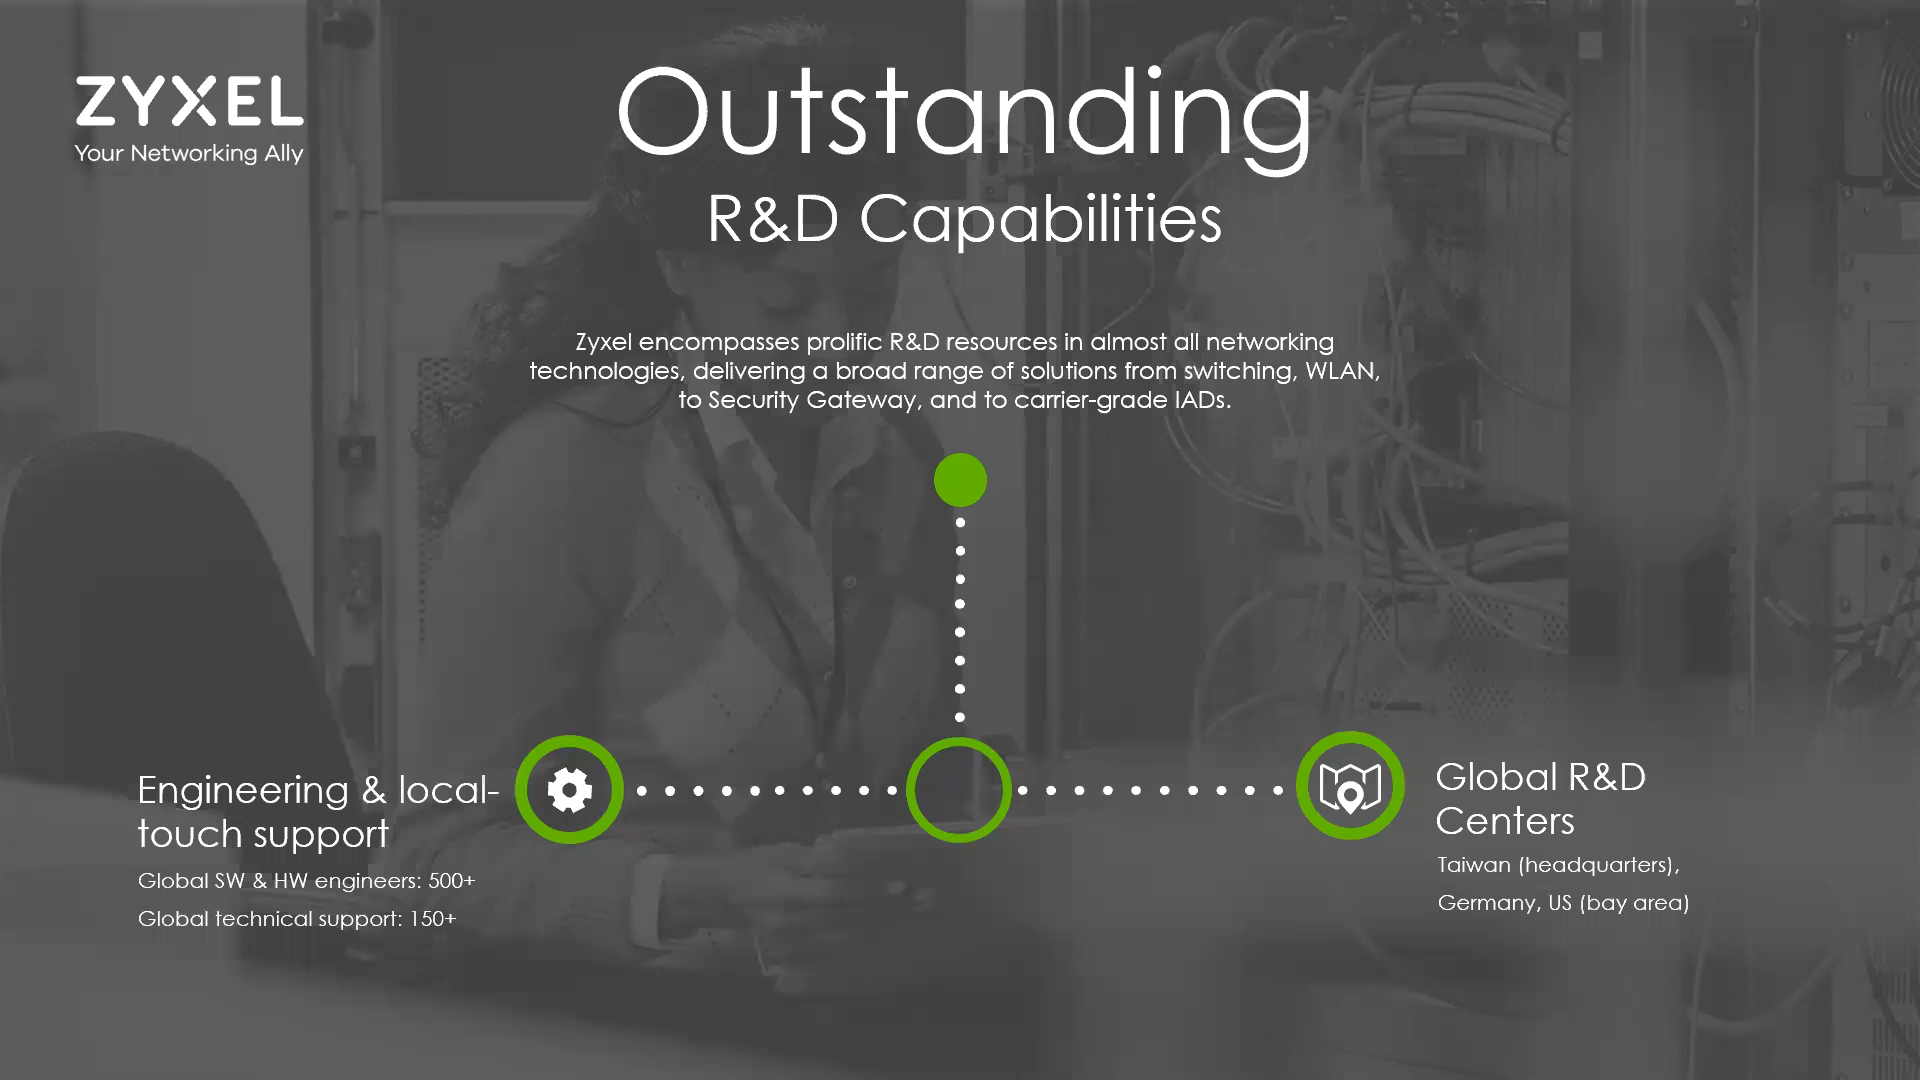 ZYXEL
Your Networking Ally
Outstanding
R&D Capabilities
Zyxel encompasses prolific R&D resources in almost all networking
technologies, delivering a broad range of solutions from switching, WLAN,
to Security Gateway, and to carrier-grade IADs.
Engineering & local-
touch support
Global SW & HW engineers: 500+
Global technical support: 150+
Global R&D
Centers
Taiwan (headquarters),
Germany, US (bay area)